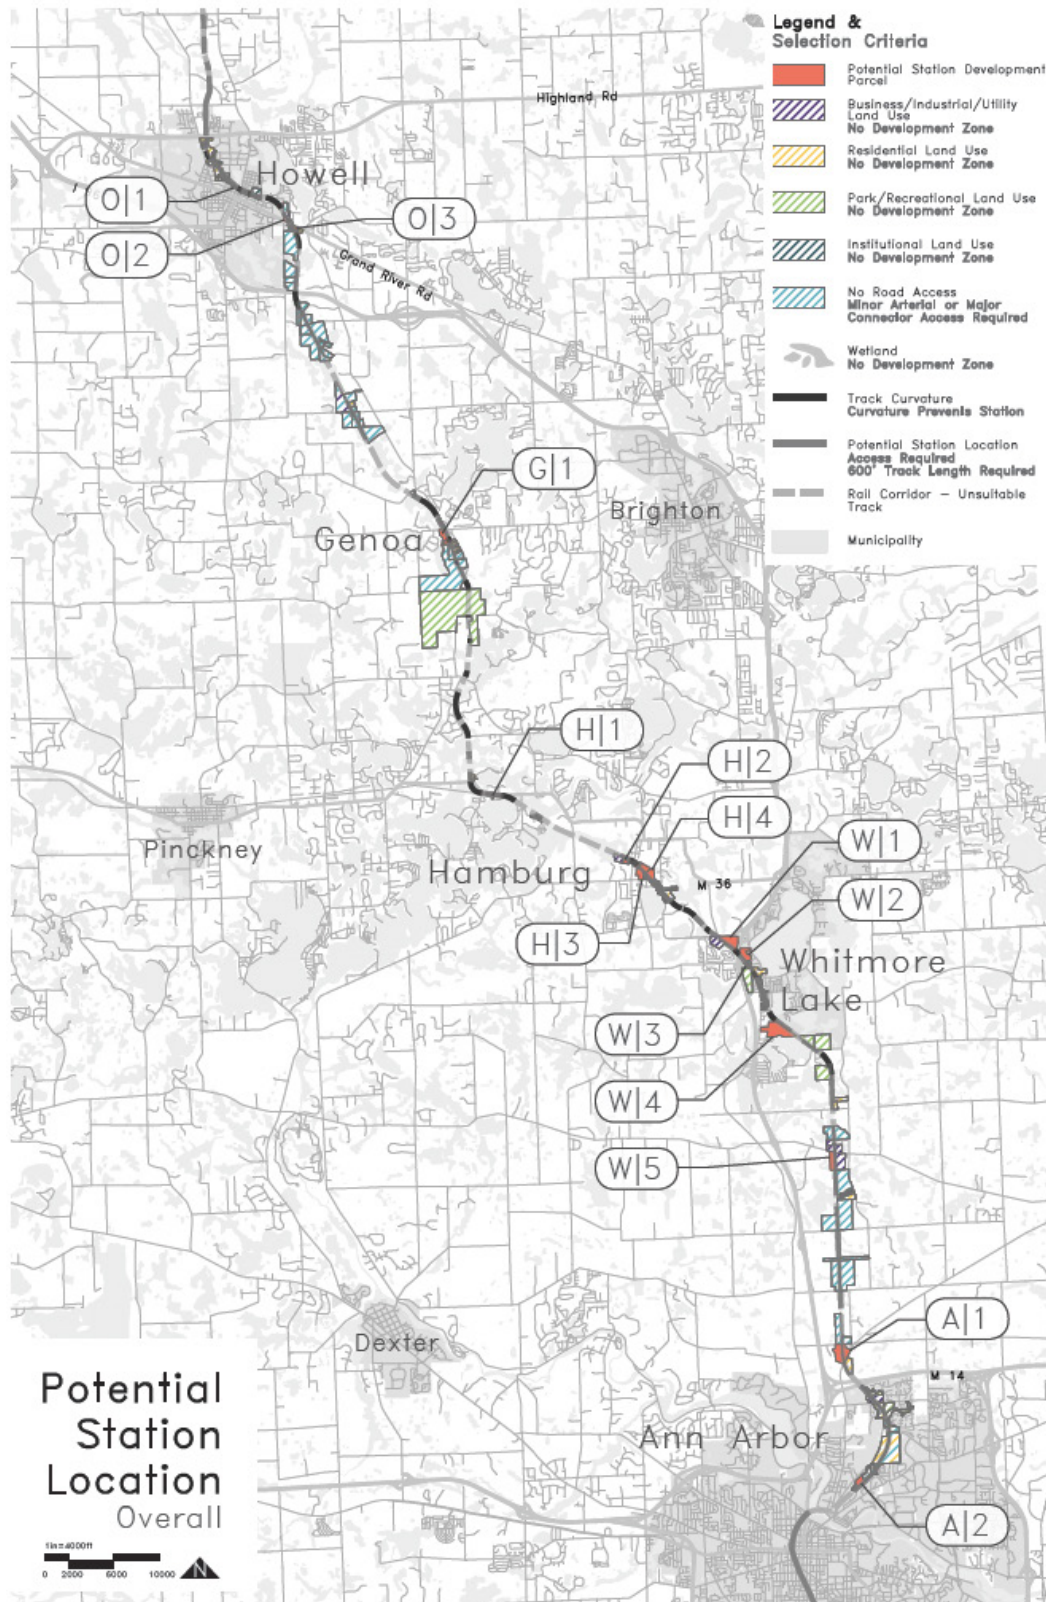 Legend &
Selection Criteria
Potential Station Development
Parcel
Business/Industrial/Utility
Land Use
No Development Zone
Residential Land Use
No Development Zone
Park/Recreational Land Use
No Development Zone
Institutional Land Use
No Development Zone
No Road Access
Minor Arterial or Major
Connector Access Required
Wetland
No Development Zone
Track Curvature
Curvature Prevents Station
Potential Station Location
Access Required
600' Track Length Required
Rail Corridor – Unsuitable
Track
Municipality
Highland Rd
Howell
O|1
O|3
O|2
Grand River Rd
G|1
Brighton
Genoa
H|1
H|2
H|4
Pinckney
W|1
Hamburg
M 36
W|2
H|3
Whitmore
Lake
W|3
W|4
W|5
A|1
Dexter
M 14
Ann Arbor
A|2
Potential
Station
Location
Overall
1in=4000ft
0 2000 6000 10000
N